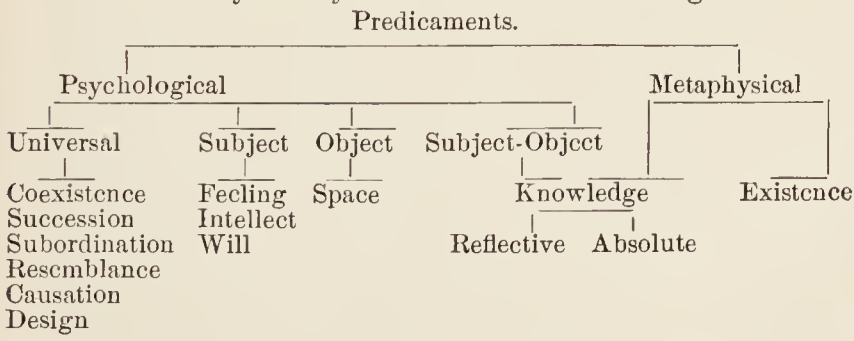 Predicaments.
Psychological Metaphysical
Universal Subject Object Subject-Object
Coexistence Feeling Space Knowledge Existence
Succession Intellect
Subordination Will Reflective Absolute
Resemblance
Causation
Design